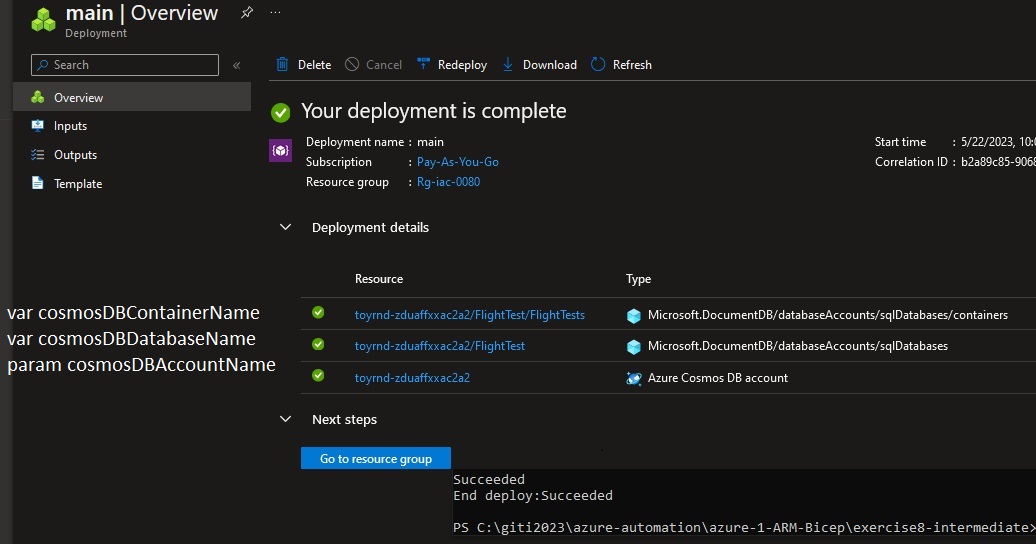 main | Overview
Deployment
Search
«
Delete
Cancel
Redeploy
Download
Refresh
Overview
Inputs
Outputs
Template
Your deployment is complete
Deployment name : main
Subscription : Pay-As-You-Go
Resource group : Rg-iac-0080
Start time : 5/22/2023,
Correlation ID : b2a89c85-9068
Deployment details
Resource Type
var cosmosDBContainerName
toyrnd-zduaffxxac2a2/FlightTest/FlightTests Microsoft.DocumentDB/databaseAccounts/sqlDatabases/containers
var cosmosDBDatabaseName
toyrnd-zduaffxxac2a2/FlightTest Microsoft.DocumentDB/databaseAccounts/sqlDatabases
param cosmosDBAccountName
toyrnd-zduaffxxac2a2 Azure Cosmos DB account
Next steps
Go to resource group
Succeeded
End deploy:Succeeded
PS C:\giti2023\azure-automation\azure-1-ARM-Bicep\exercise8-intermediate>